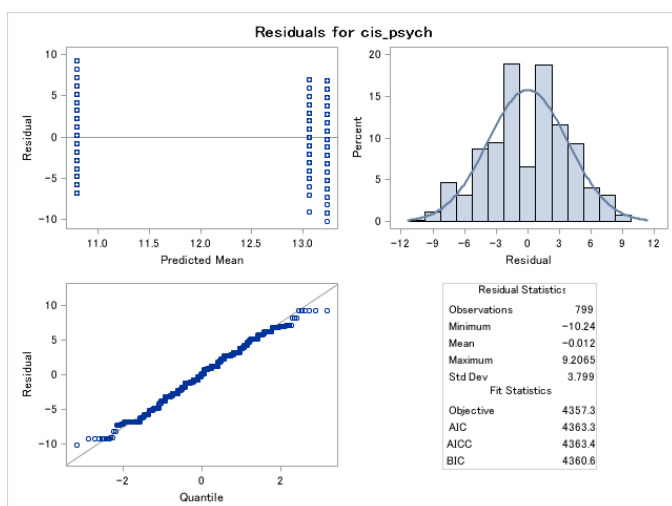 Residuals for cis_psych
10
5
0
−5
−10
Residual
11.0 11.5 12.0 12.5 13.0
Predicted Mean
20
15
10
5
0
Percent
−12 −9 −6 −3 0 3 6 9 12
Residual
10
5
0
−5
−10
Residual
−2 0 2
Quantile
Residual Statistics
Observations 799
Minimum −10.24
Mean −0.012
Maximum 9.2065
Std Dev 3.799
Fit Statistics
Objective 4357.3
AIC 4363.3
AICC 4363.4
BIC 4360.6